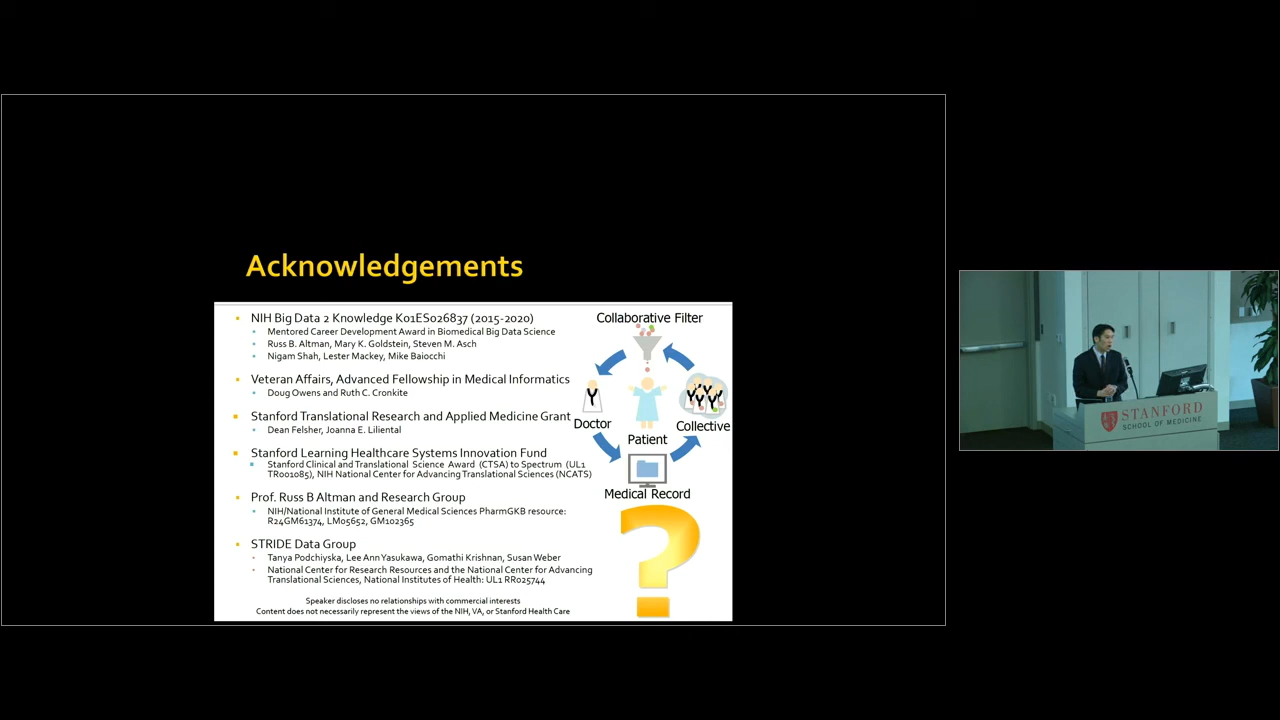 Acknowledgements
NIH Big Data 2 Knowledge K01ES026837 (2015-2020)
Mentored Career Development Award in Biomedical Big Data Science
Russ B. Altman, Mary K. Goldstein, Steven M. Asch
Nigam Shah, Lester Mackey, Mike Baiocchi
Veteran Affairs, Advanced Fellowship in Medical Informatics
Doug Owens and Ruth C. Cronkite
Stanford Translational Research and Applied Medicine Grant
Dean Felsher, Joanna E. Liliental
Stanford Learning Healthcare Systems Innovation Fund
Stanford Clinical and Translational Science Award (CTSA) to Spectrum (UL1
TR001085), NIH National Center for Advancing Translational Sciences (NCATS)
Prof. Russ B Altman and Research Group
NIH/National Institute of General Medical Sciences PharmGKB resource:
R24GM61374, LM05652, GM102365
STRIDE Data Group
Tanya Podchiyska, Lee Ann Yasukawa, Gomathi Krishnan, Susan Weber
National Center for Research Resources and the National Center for Advancing
Translational Sciences, National Institutes of Health: UL1 RR025744
Speaker discloses no relationships with commercial interests
Content does not necessarily represent the views of the NIH, VA, or Stanford Health Care
Collaborative Filter
Doctor
Patient
Collective
Medical Record
?
STANFORD
SCHOOL OF MEDICINE